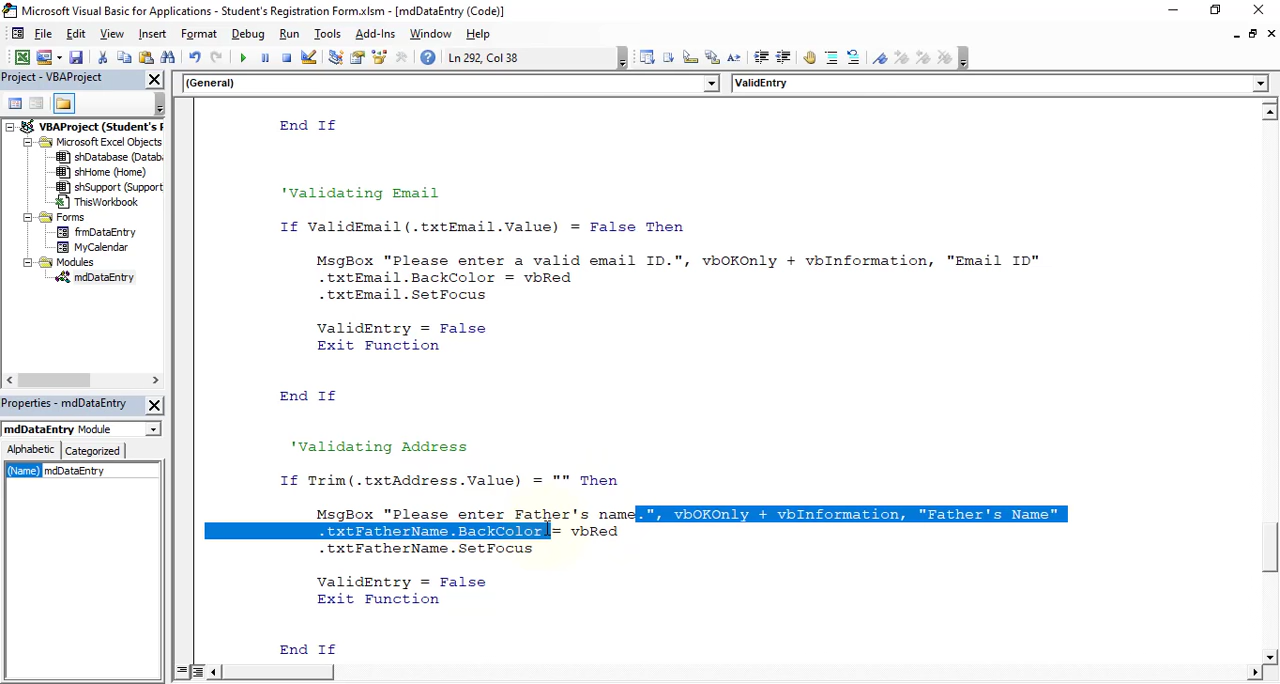 Microsoft Visual Basic for Applications - Student's Registration Form.xlsm - [mdDataEntry (Code)]
File Edit View Insert Format Debug Run Tools Add-Ins Window Help
Ln 292, Col 38
Project - VBAProject
(General)
ValidEntry
VBAProject (Student's F
Microsoft Excel Objects
shDatabase (Datab
shHome (Home)
shSupport (Support
ThisWorkbook
Forms
frmDataEntry
MyCalendar
Modules
mdDataEntry
Properties - mdDataEntry
mdDataEntry Module
Alphabetic Categorized
(Name) mdDataEntry
End If
'Validating Email
If ValidEmail(.txtEmail.Value) = False Then
MsgBox "Please enter a valid email ID.", vbOKOnly + vbInformation, "Email ID"
.txtEmail.BackColor = vbRed
.txtEmail.SetFocus
ValidEntry = False
Exit Function
End If
'Validating Address
If Trim(.txtAddress.Value) = "" Then
MsgBox "Please enter Father's name.", vbOKOnly + vbInformation, "Father's Name"
.txtFatherName.BackColor = vbRed
.txtFatherName.SetFocus
ValidEntry = False
Exit Function
End If